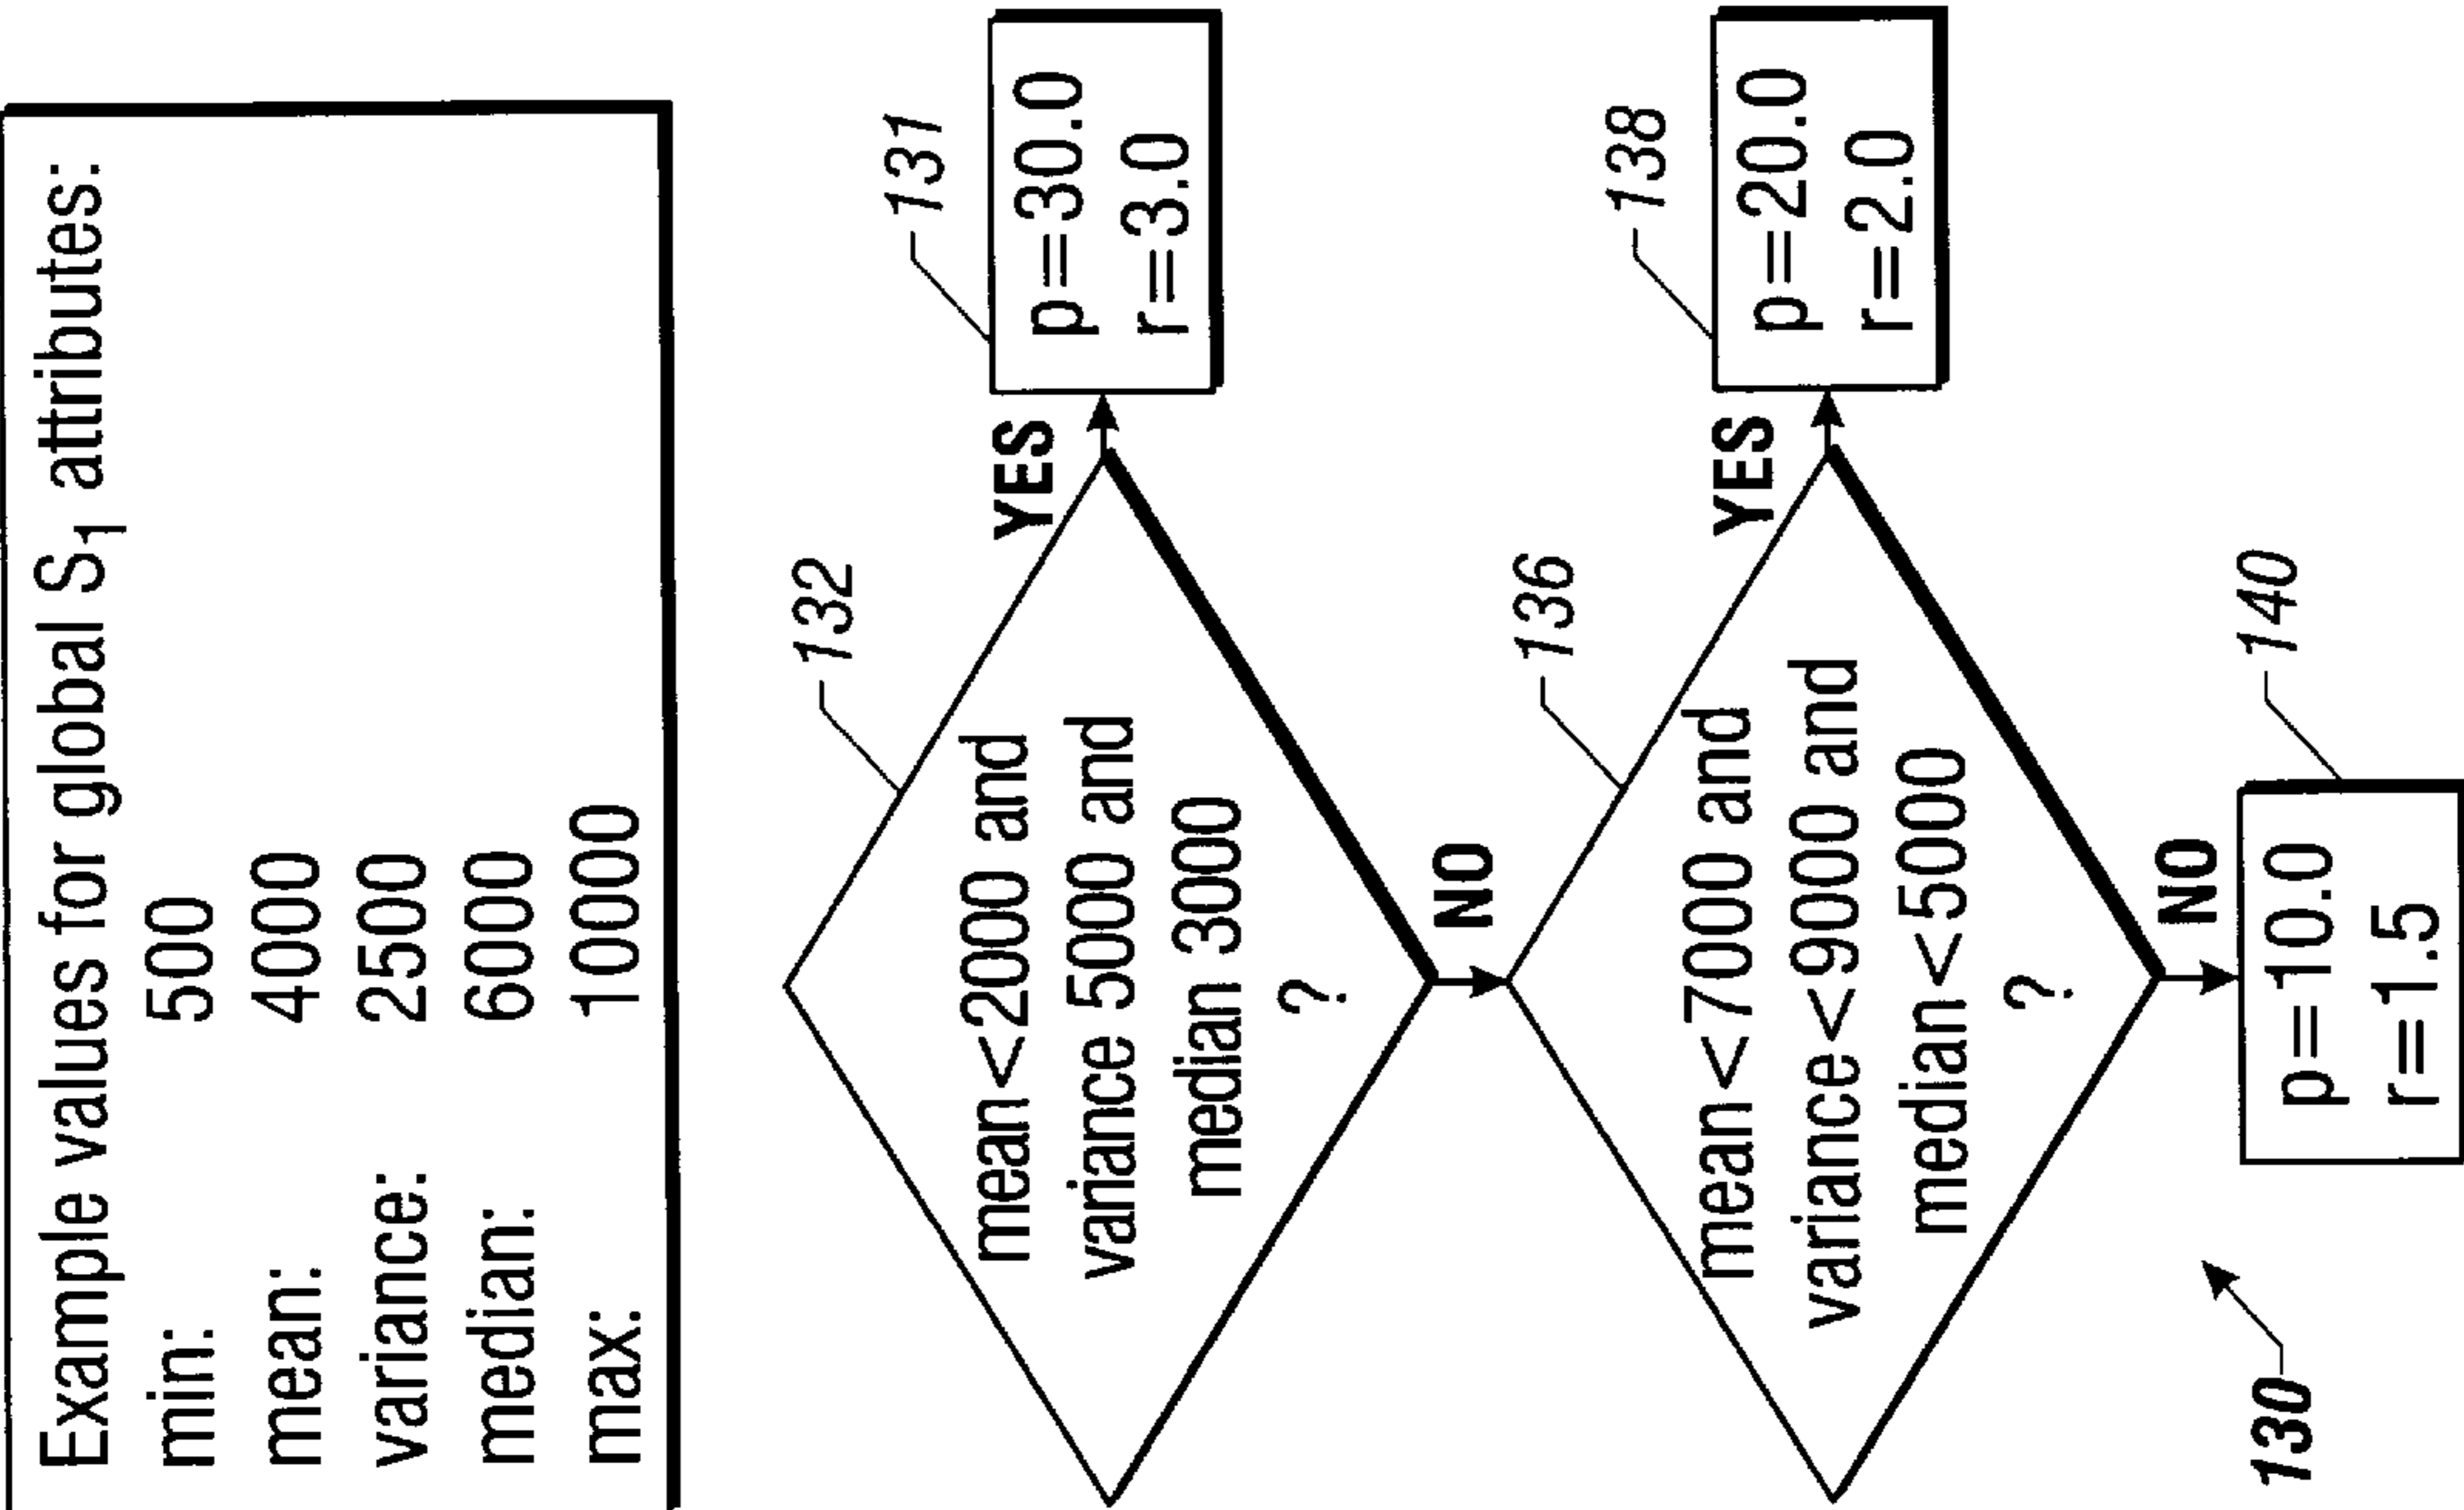 Example values for global S₁ attributes:
min: 500
mean: 4000
variance: 2500
median: 6000
max: 10000
132
mean<2000 and
variance 5000 and
median 3000
?
YES
131
p=30.0
r=3.0
NO
136
mean <7000 and
variance<9000 and
median<5000
?
YES
138
p=20.0
r=2.0
NO
140
p=10.0
r=1.5
130